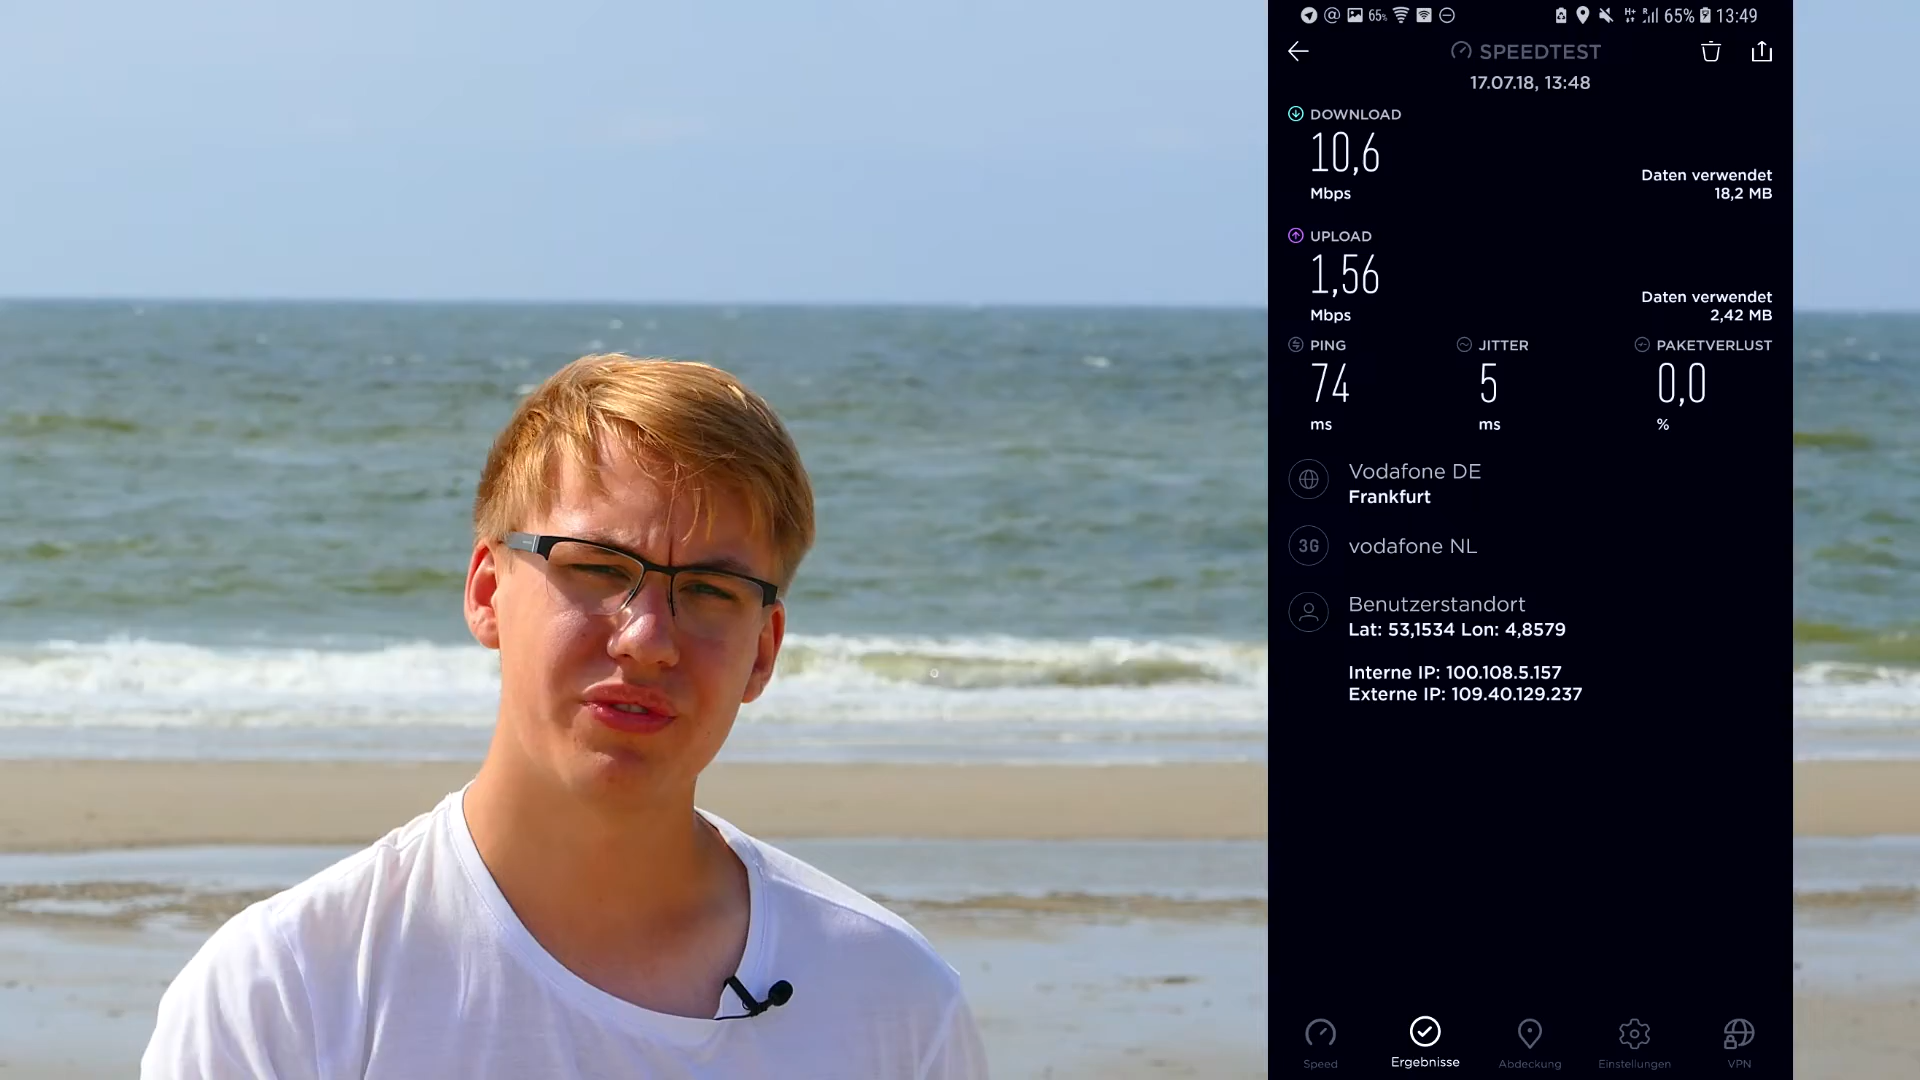 65% 65% 13:49
SPEEDTEST
17.07.18, 13:48
DOWNLOAD
10,6
Mbps
Daten verwendet
18,2 MB
UPLOAD
1,56
Mbps
Daten verwendet
2,42 MB
PING JITTER PAKETVERLUST
74 5 0,0
ms ms %
Vodafone DE
Frankfurt
3G vodafone NL
Benutzerstandort
Lat: 53,1534 Lon: 4,8579
Interne IP: 100.108.5.157
Externe IP: 109.40.129.237
Speed Ergebnisse Abdeckung Einstellungen VPN